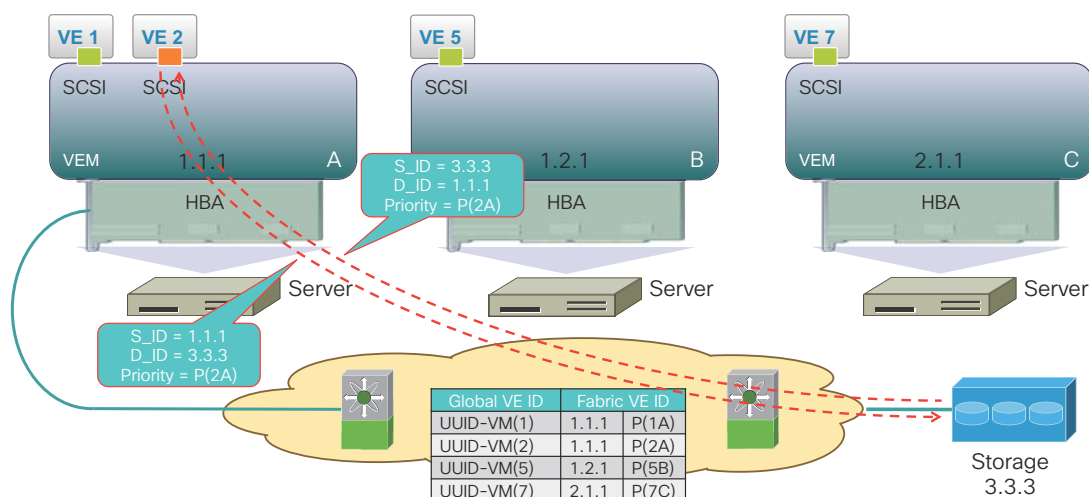 VE 1
VE 2
VE 5
VE 7
SCSI
SCSI
SCSI
SCSI
VEM
1.1.1
A
1.2.1
B
VEM
2.1.1
C
S_ID = 3.3.3
D_ID = 1.1.1
Priority = P(2A)
HBA
HBA
HBA
Server
Server
Server
S_ID = 1.1.1
D_ID = 3.3.3
Priority = P(2A)
Global VE ID Fabric VE ID
UUID-VM(1) 1.1.1 P(1A)
UUID-VM(2) 1.1.1 P(2A)
UUID-VM(5) 1.2.1 P(5B)
UUID-VM(7) 2.1.1 P(7C)
Storage
3.3.3